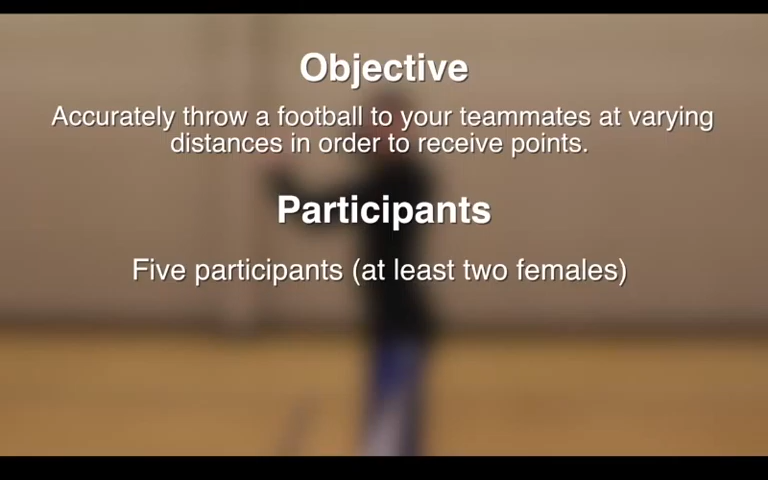 Objective
Accurately throw a football to your teammates at varying
distances in order to receive points.
Participants
Five participants (at least two females)